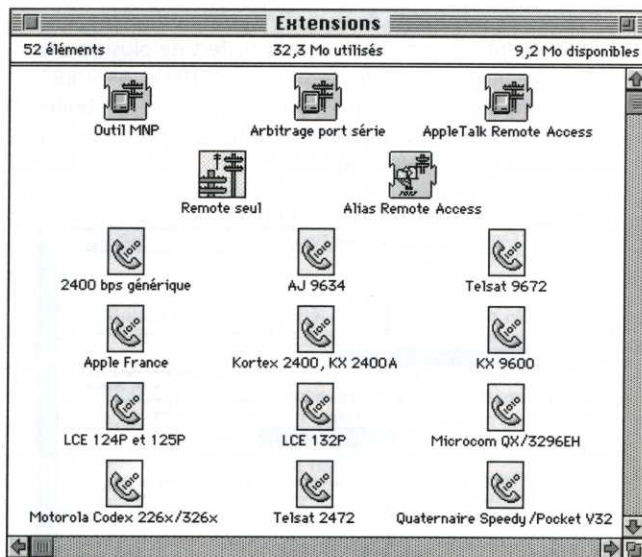 Extensions
52 éléments 32,3 Mo utilisés 9,2 Mo disponibles
Outil MNP Arbitrage port série AppleTalk Remote Access
Remote seul Alias Remote Access
2400 bps générique AJ 9634 Telsat 9672
Apple France Kortex 2400, KX 2400A KX 9600
LCE 124P et 125P LCE 132P Microcom QX/3296EH
Motorola Codex 226x/326x Telsat 2472 Quaternaire Speedy/Pocket V32